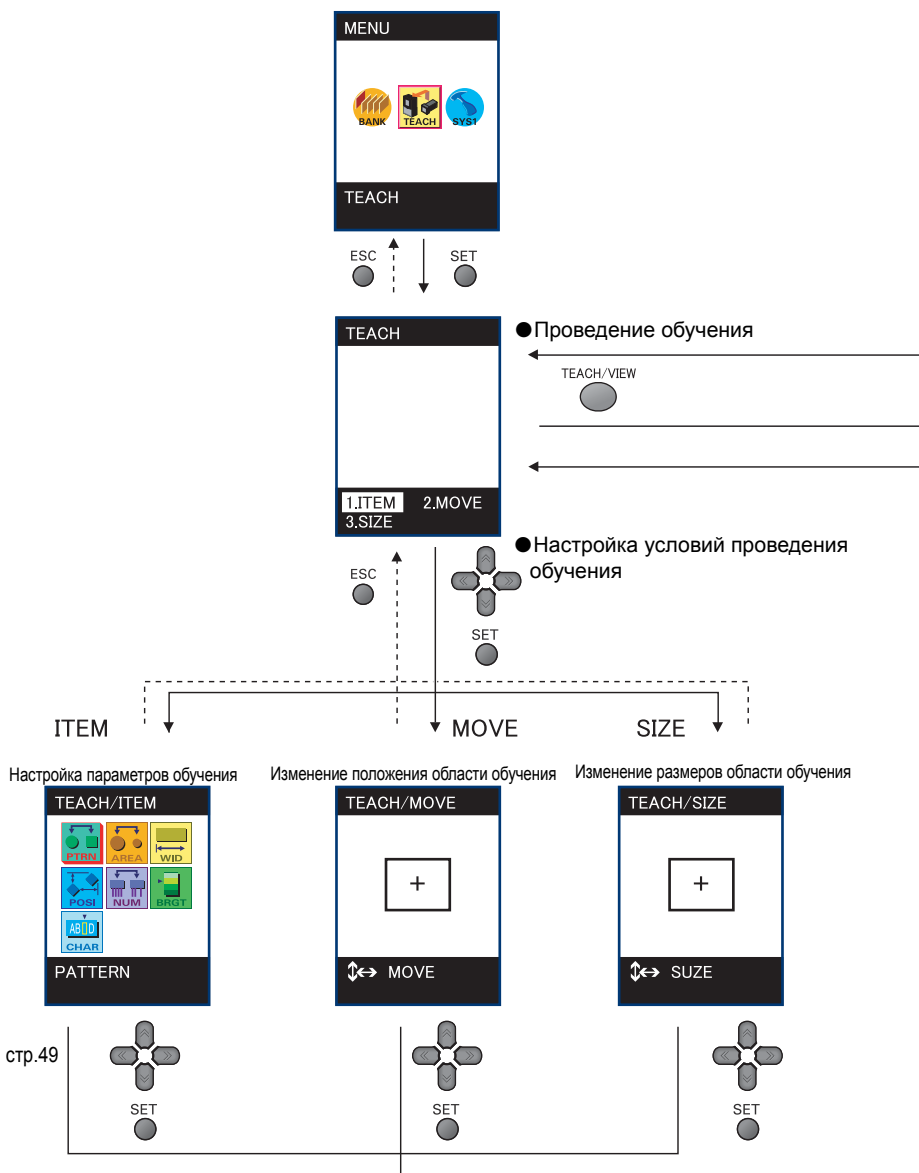 MENU
BANK TEACH SYS1
TEACH
ESC SET
TEACH
●Проведение обучения
TEACH/VIEW
1.ITEM 2.MOVE
3.SIZE
●Настройка условий проведения
обучения
ESC
SET
ITEM MOVE SIZE
Настройка параметров обучения Изменение положения области обучения Изменение размеров области обучения
TEACH/ITEM TEACH/MOVE TEACH/SIZE
PTRN AREA WID
POSI NUM BRGT
AB D
CHAR
PATTERN MOVE SUZE
стр.49
SET SET SET